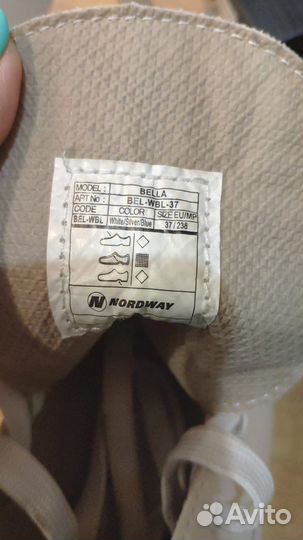 MODEL: BELLA
ART No: BEL-WBL-37
CODE COLOR SIZE EU/MP
BEL-WBL White/Silver/Blue 37 / 238
N NORDWAY
Avito